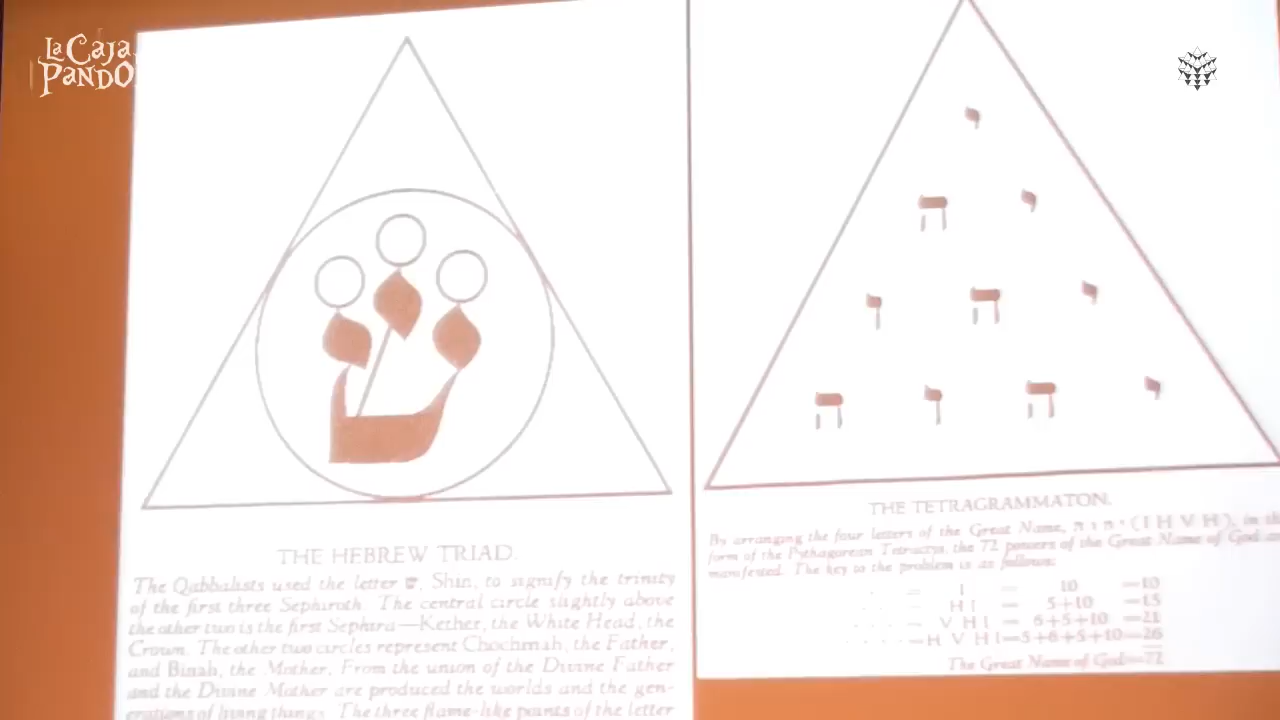 La Caja
PANDO
THE HEBREW TRIAD.
The Qabbalists used the letter ש, Shin, to signify the trinity
of the first three Sephiroth. The central circle slightly above
the other two is the first Sephira—Kether, the White Head, the
Crown. The other two circles represent Chochmah, the Father,
and Binah, the Mother. From the union of the Divine Father
and the Divine Mother are produced the worlds and the gen-
erations of living things. The three flame-like points of the letter
י
ה י
ו ה י
ה ו ה י
THE TETRAGRAMMATON.
By arranging the four letters of the Great Name, י ה ו ה (I H V H), in the
form of the Pythagorean Tetractys, the 72 powers of the Great Name of God are
manifested. The key to the problem is as follows:
I = 10 =10
H I = 5+10 =15
V H I = 6+5+10 =21
H V H I=5+6+5+10=26
The Great Name of God=72